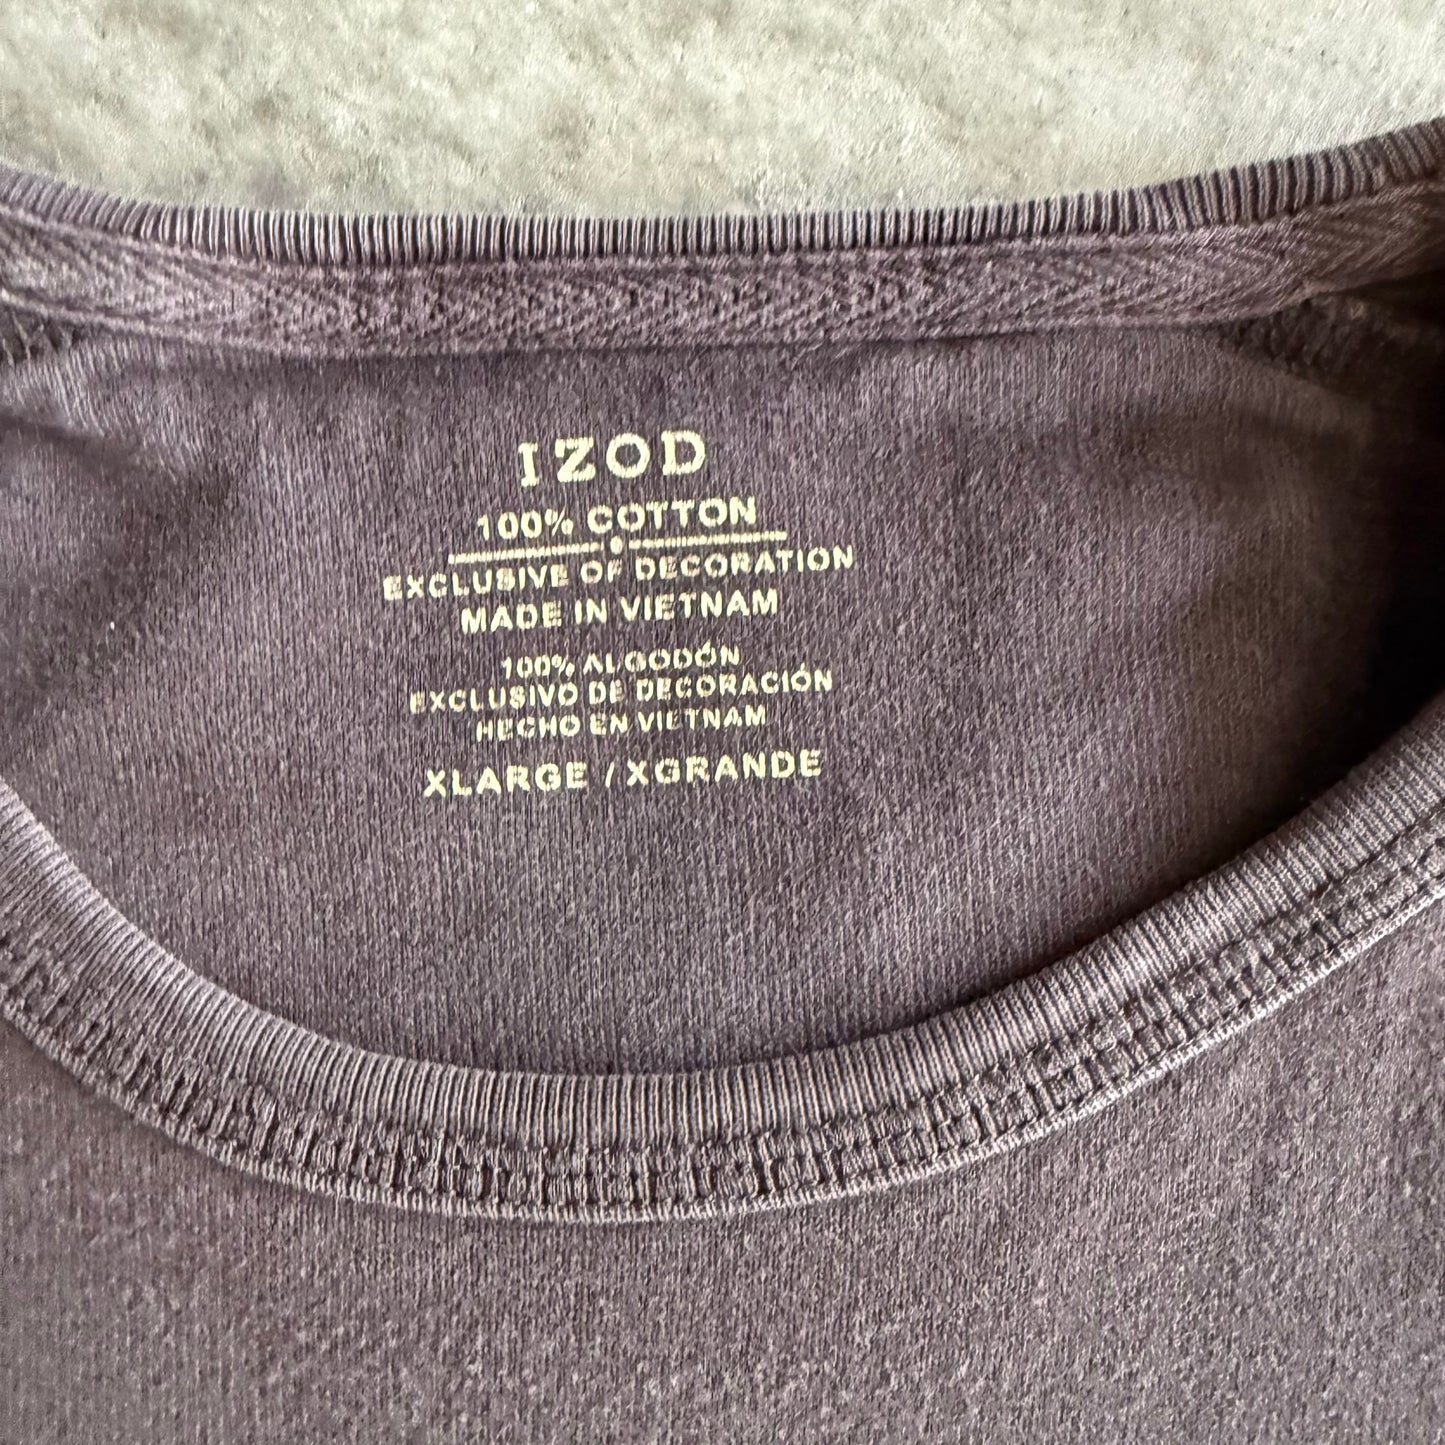 IZOD
100% COTTON
EXCLUSIVE OF DECORATION
MADE IN VIETNAM
100% ALGODÓN
EXCLUSIVO DE DECORACIÓN
HECHO EN VIETNAM
XLARGE / XGRANDE